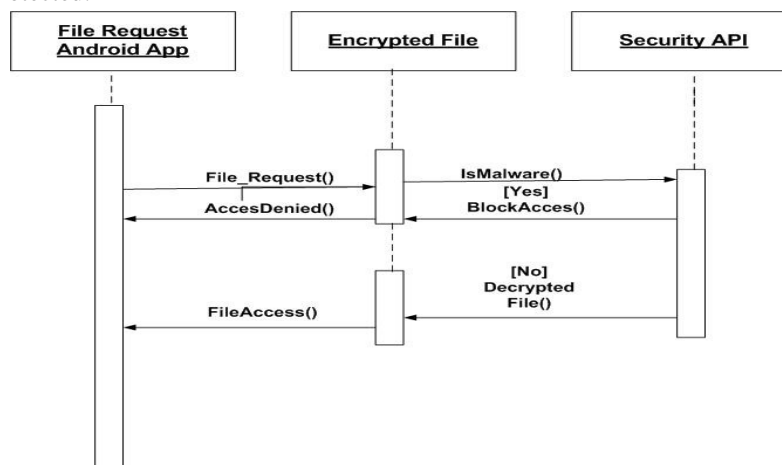 File Request
Android App
Encrypted File
Security API
File_Request()
IsMalware()
[Yes]
AccesDenied()
BlockAcces()
[No]
Decrypted
File()
FileAccess()